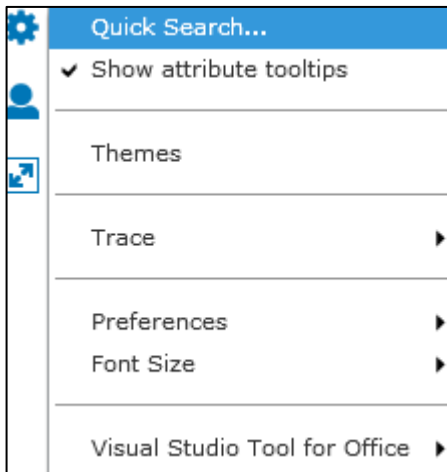 Quick Search...
Show attribute tooltips
Themes
Trace
Preferences
Font Size
Visual Studio Tool for Office